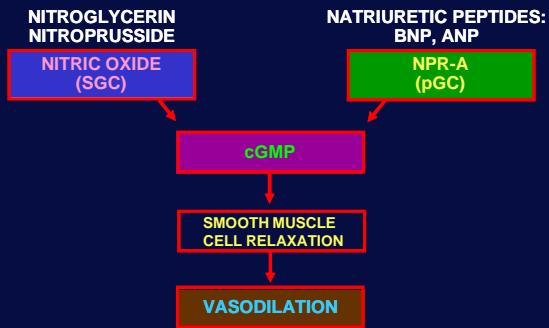 NITROGLYCERIN
NITROPRUSSIDE
NITRIC OXIDE
(SGC)
NATRIURETIC PEPTIDES:
BNP, ANP
NPR-A
(pGC)
cGMP
SMOOTH MUSCLE
CELL RELAXATION
VASODILATION